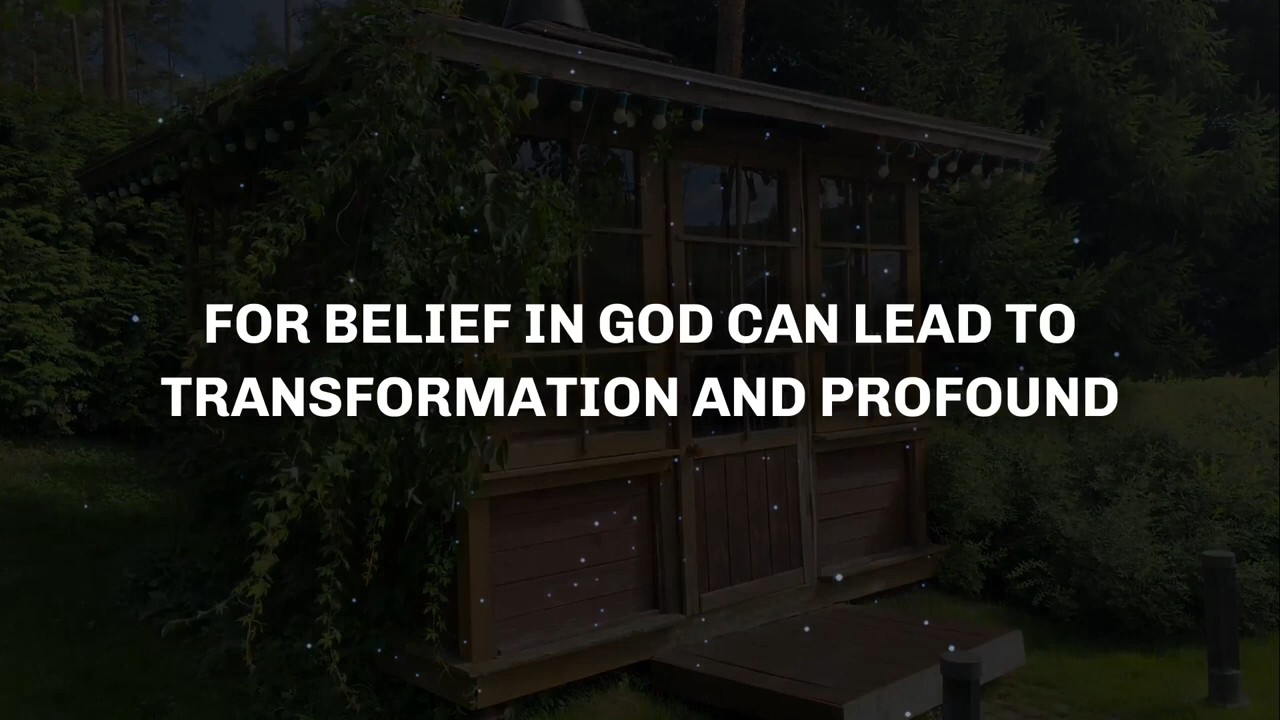 FOR BELIEF IN GOD CAN LEAD TO
TRANSFORMATION AND PROFOUND